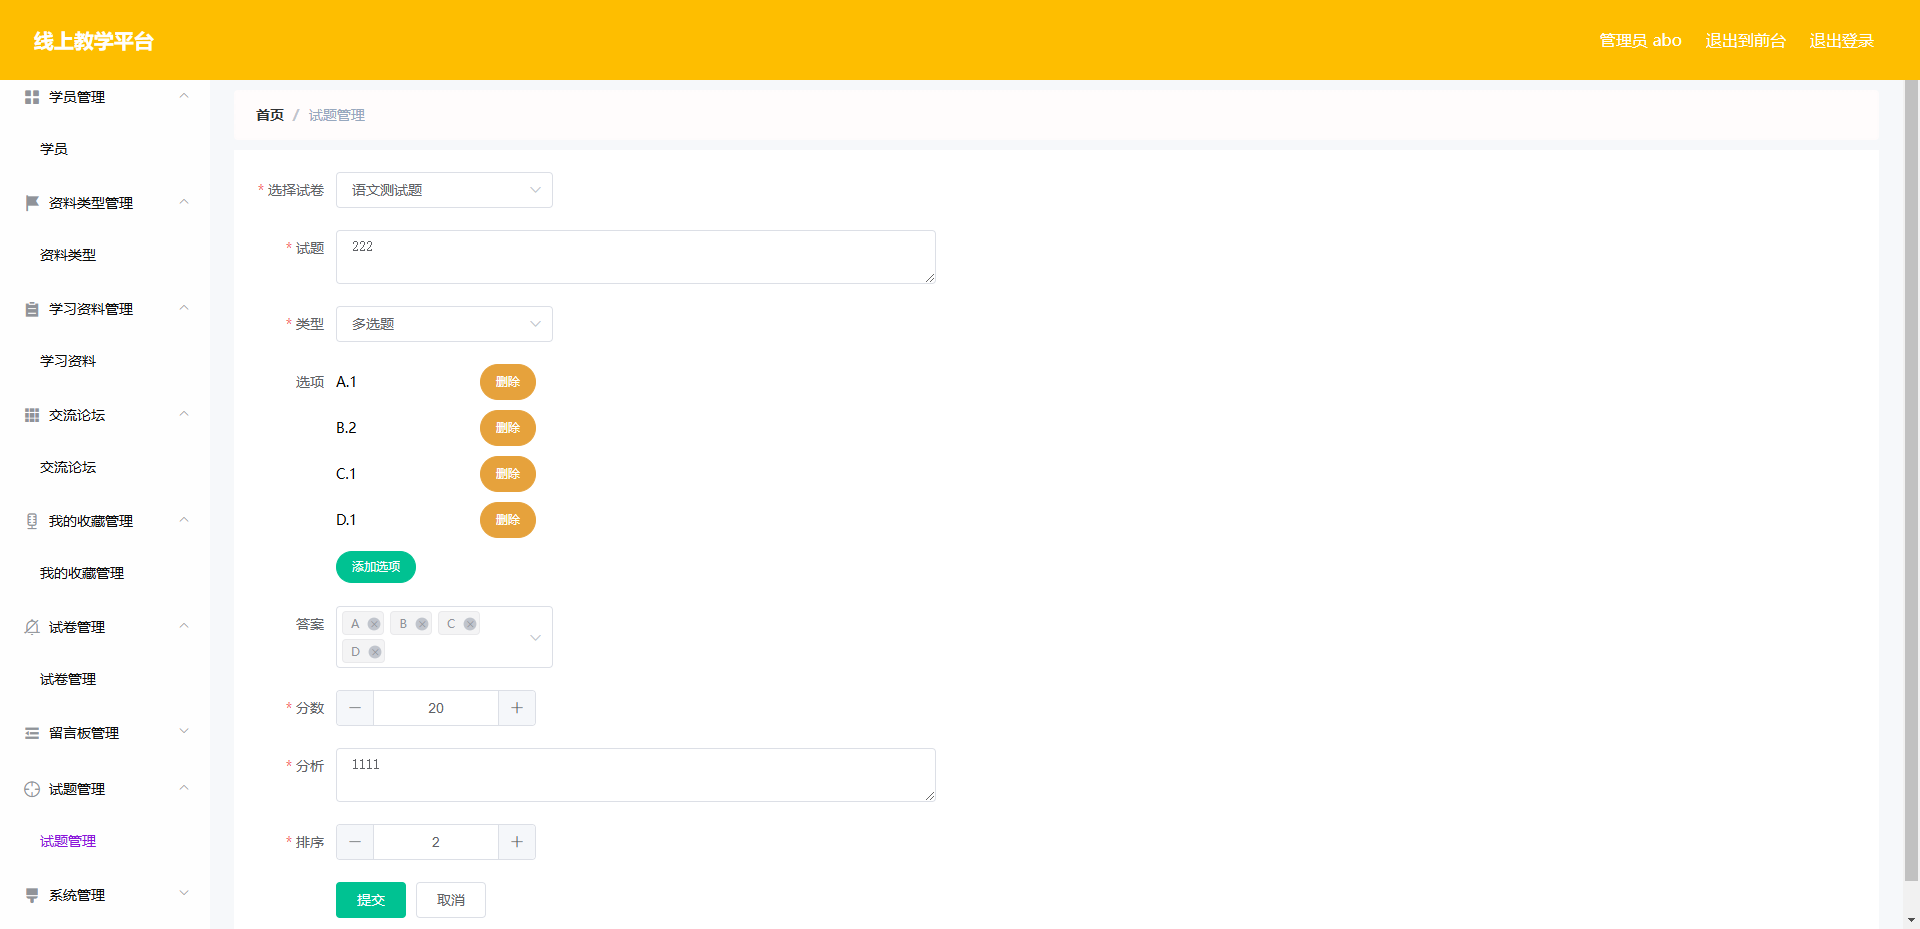 线上教学平台
管理员 abo 退出到前台 退出登录
学员管理
学员
资料类型管理
资料类型
学习资料管理
学习资料
交流论坛
交流论坛
我的收藏管理
我的收藏管理
试卷管理
试卷管理
留言板管理
试题管理
试题管理
系统管理
首页 / 试题管理
* 选择试卷 语文测试题
* 试题 222
* 类型 多选题
选项 A.1 删除
B.2 删除
C.1 删除
D.1 删除
添加选项
答案 A B C
D
* 分数 20
* 分析 1111
* 排序 2
提交 取消